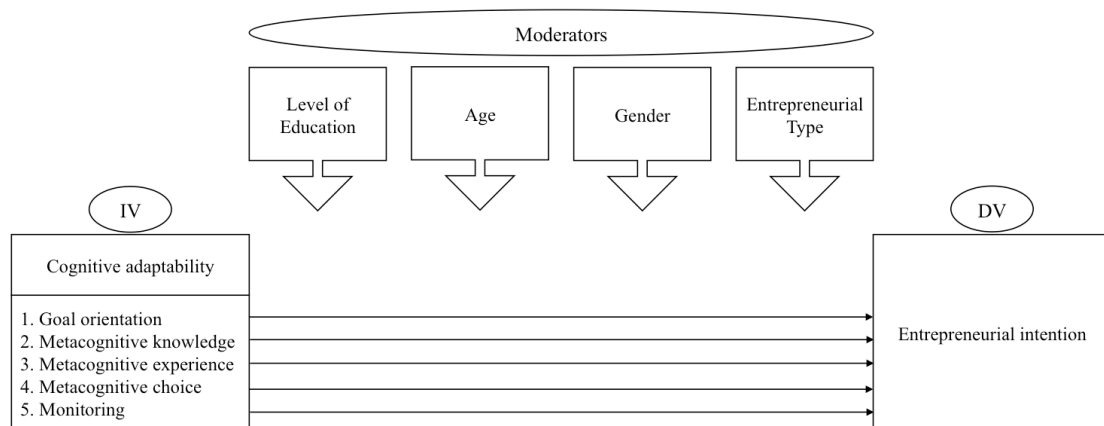 Moderators
Level of
Education
Age
Gender
Entrepreneurial
Type
IV
DV
Cognitive adaptability
1. Goal orientation
2. Metacognitive knowledge
3. Metacognitive experience
4. Metacognitive choice
5. Monitoring
Entrepreneurial intention